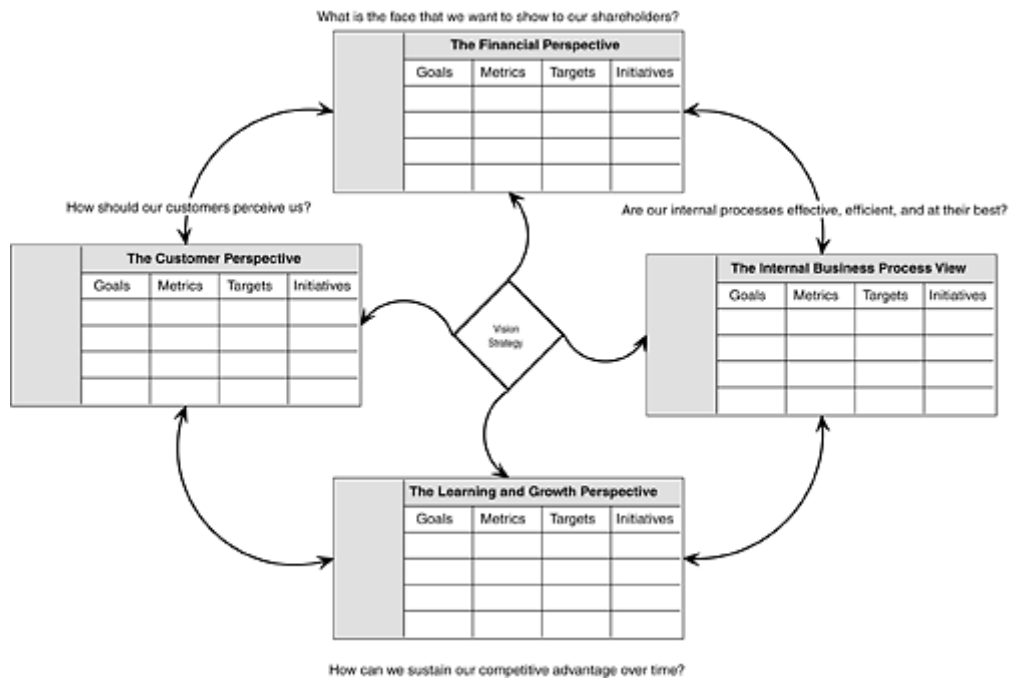 What is the face that we want to show to our shareholders?
The Financial Perspective
Goals Metrics Targets Initiatives
How should our customers perceive us?
Are our internal processes effective, efficient, and at their best?
The Customer Perspective
Goals Metrics Targets Initiatives
The Internal Business Process View
Goals Metrics Targets Initiatives
Vision
Strategy
The Learning and Growth Perspective
Goals Metrics Targets Initiatives
How can we sustain our competitive advantage over time?